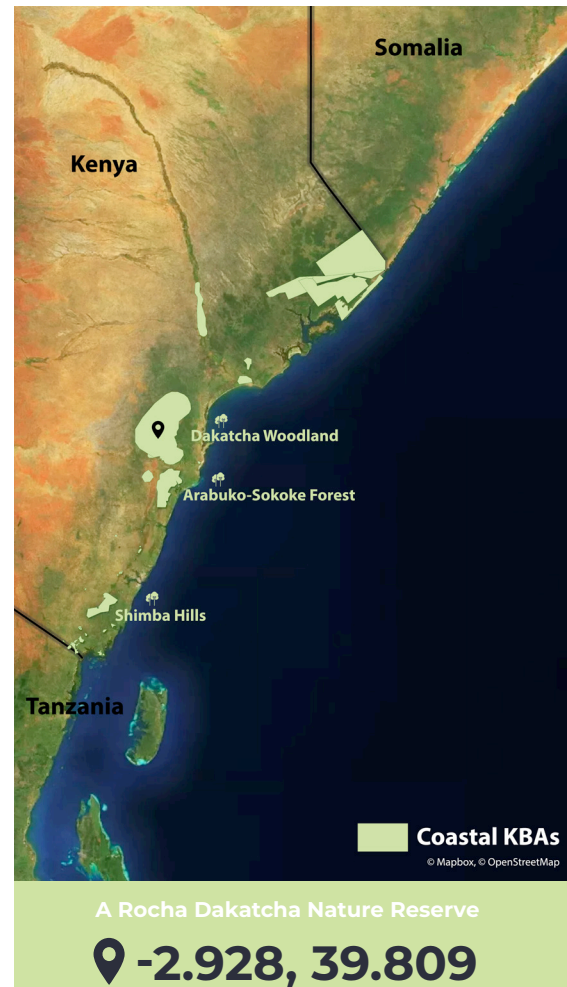 Somalia
Kenya
Dakatcha Woodland
Arabuko-Sokoke Forest
Shimba Hills
Tanzania
Coastal KBAs
© Mapbox, © OpenStreetMap
A Rocha Dakatcha Nature Reserve
-2.928, 39.809